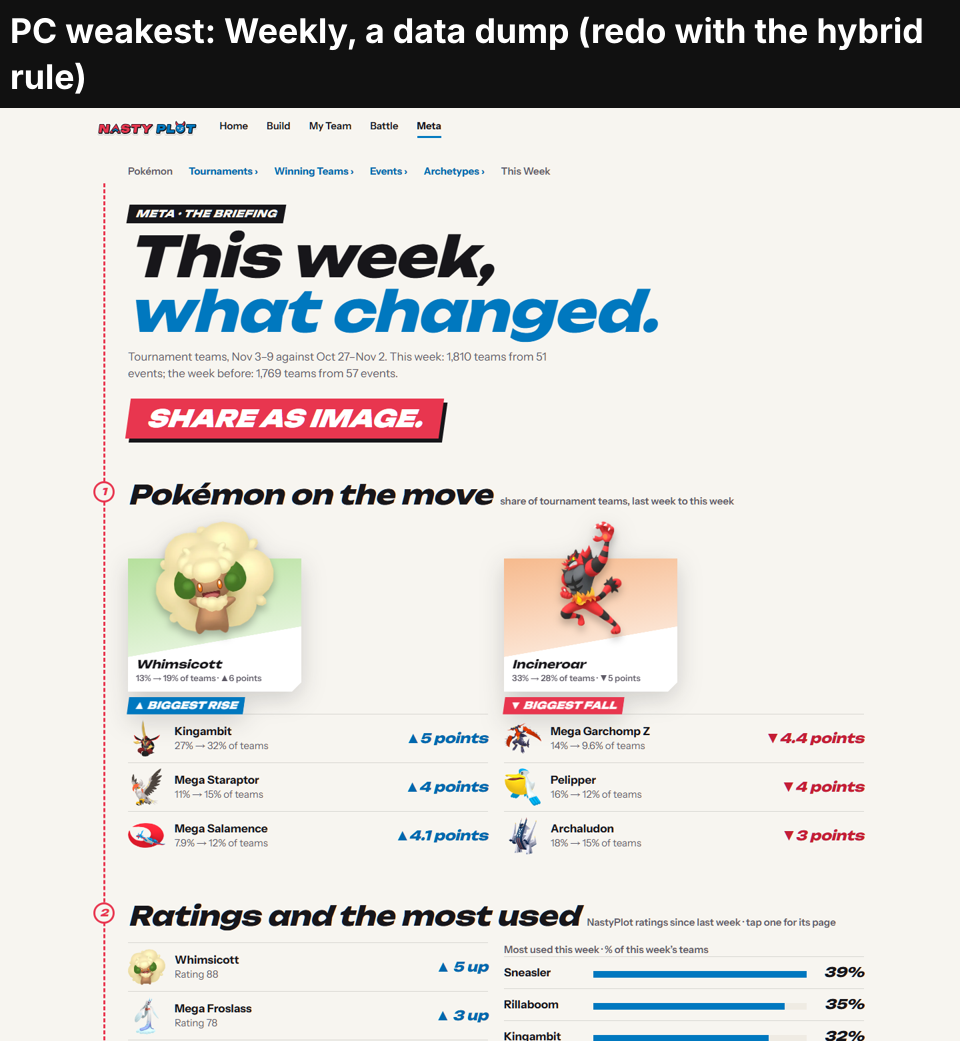 PC weakest: Weekly, a data dump (redo with the hybrid
rule)
NASTY PLOT
Home Build My Team Battle Meta
Pokémon Tournaments › Winning Teams › Events › Archetypes › This Week
META · THE BRIEFING
This week,
what changed.
Tournament teams, Nov 3–9 against Oct 27–Nov 2. This week: 1,810 teams from 51
events; the week before: 1,769 teams from 57 events.
SHARE AS IMAGE.
1 Pokémon on the move share of tournament teams, last week to this week
Whimsicott
13% → 19% of teams · ▲ 6 points
▲ BIGGEST RISE
Kingambit
27% → 32% of teams
▲ 5 points
Mega Staraptor
11% → 15% of teams
▲ 4 points
Mega Salamence
7.9% → 12% of teams
▲ 4.1 points
Incineroar
33% → 28% of teams · ▼ 5 points
▼ BIGGEST FALL
Mega Garchomp Z
14% → 9.6% of teams
▼ 4.4 points
Pelipper
16% → 12% of teams
▼ 4 points
Archaludon
18% → 15% of teams
▼ 3 points
2 Ratings and the most used NastyPlot ratings since last week · tap one for its page
Whimsicott
Rating 88
▲ 5 up
Mega Froslass
Rating 78
▲ 3 up
Most used this week · % of this week's teams
Sneasler 39%
Rillaboom 35%
Kingambit 32%